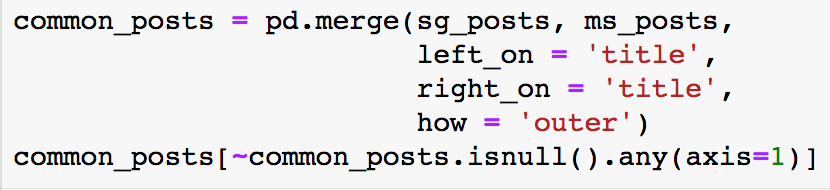 common_posts = pd.merge(sg_posts, ms_posts,
                        left_on = 'title',
                        right_on = 'title',
                        how = 'outer')
common_posts[~common_posts.isnull().any(axis=1)]